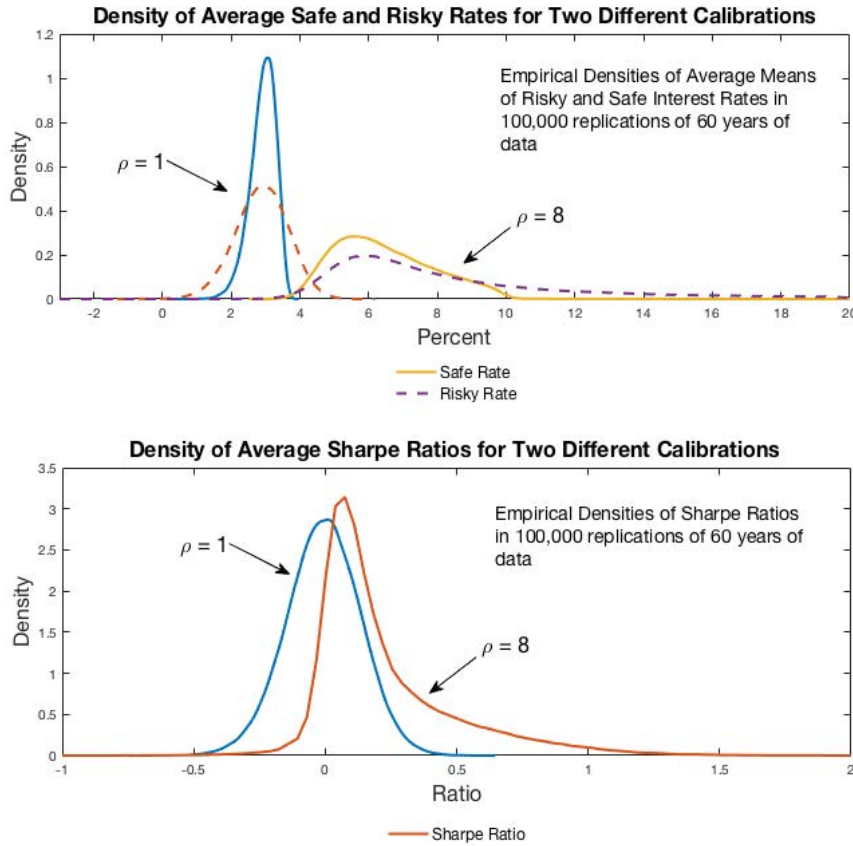 Density of Average Safe and Risky Rates for Two Different Calibrations
1.2
1
0.8
0.6
0.4
0.2
0
Density
Empirical Densities of Average Means
of Risky and Safe Interest Rates in
100,000 replications of 60 years of
data
ρ = 1
ρ = 8
-2 0 2 4 6 8 10 12 14 16 18 20
Percent
Safe Rate
Risky Rate
Density of Average Sharpe Ratios for Two Different Calibrations
3.5
3
2.5
2
1.5
1
0.5
0
Density
Empirical Densities of Sharpe Ratios
in 100,000 replications of 60 years of
data
ρ = 1
ρ = 8
-1 -0.5 0 0.5 1 1.5 2
Ratio
Sharpe Ratio